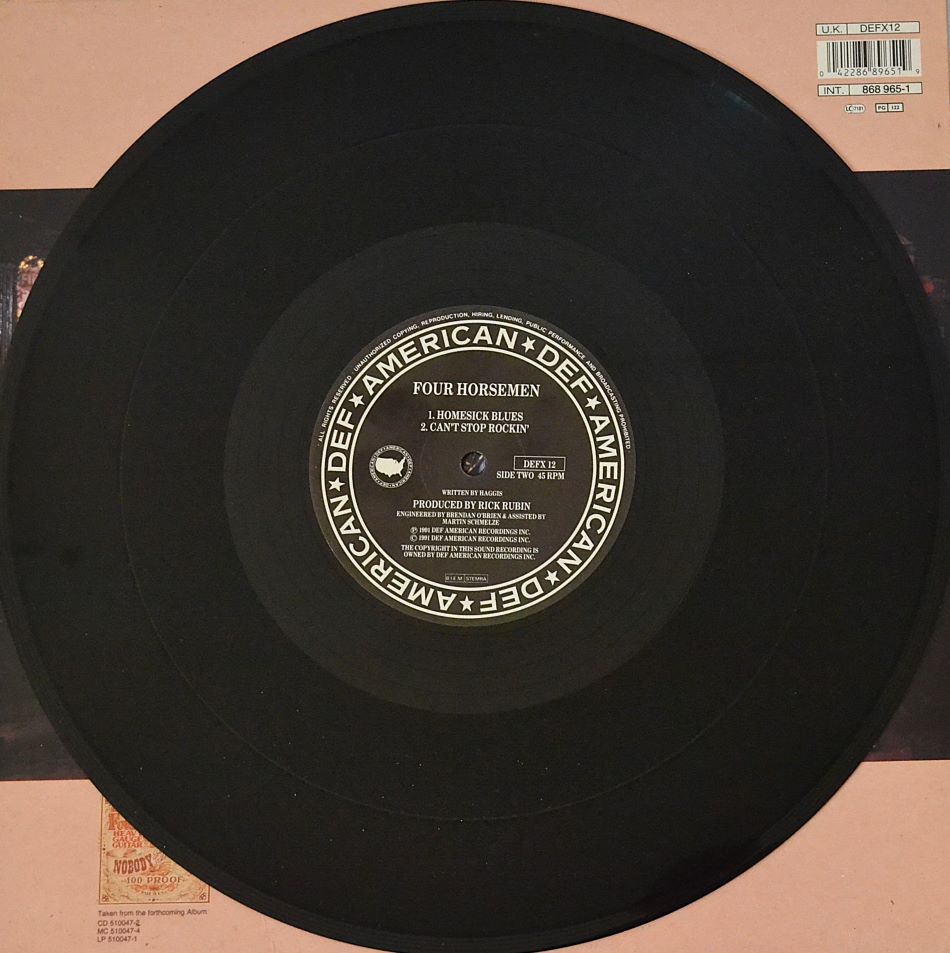 U.K. DEFX12
0 42286 89651 9
INT. 868 965-1
LC 7181 PG 122
ALL RIGHTS RESERVED · UNAUTHORIZED COPYING, REPRODUCTION, HIRING, LENDING, PUBLIC PERFORMANCE AND BROADCASTING PROHIBITED
DEF ★ AMERICAN ★ DEF ★ AMERICAN ★ DEF ★ AMERICAN ★ DEF ★ AMERICAN ★
FOUR HORSEMEN
1. HOMESICK BLUES
2. CAN'T STOP ROCKIN'
DEFX 12
SIDE TWO 45 RPM
WRITTEN BY HAGGIS
PRODUCED BY RICK RUBIN
ENGINEERED BY BRENDAN O'BRIEN & ASSISTED BY
MARTIN SCHMELZE
℗ 1991 DEF AMERICAN RECORDINGS INC.
© 1991 DEF AMERICAN RECORDINGS INC.
THE COPYRIGHT IN THIS SOUND RECORDING IS
OWNED BY DEF AMERICAN RECORDINGS INC.
BIEM STEMRA
HEAVY
GAUGE
GUITAR
NOBODY
100 PROOF
Taken from the forthcoming Album
CD 510047-2
MC 510047-4
LP 510047-1